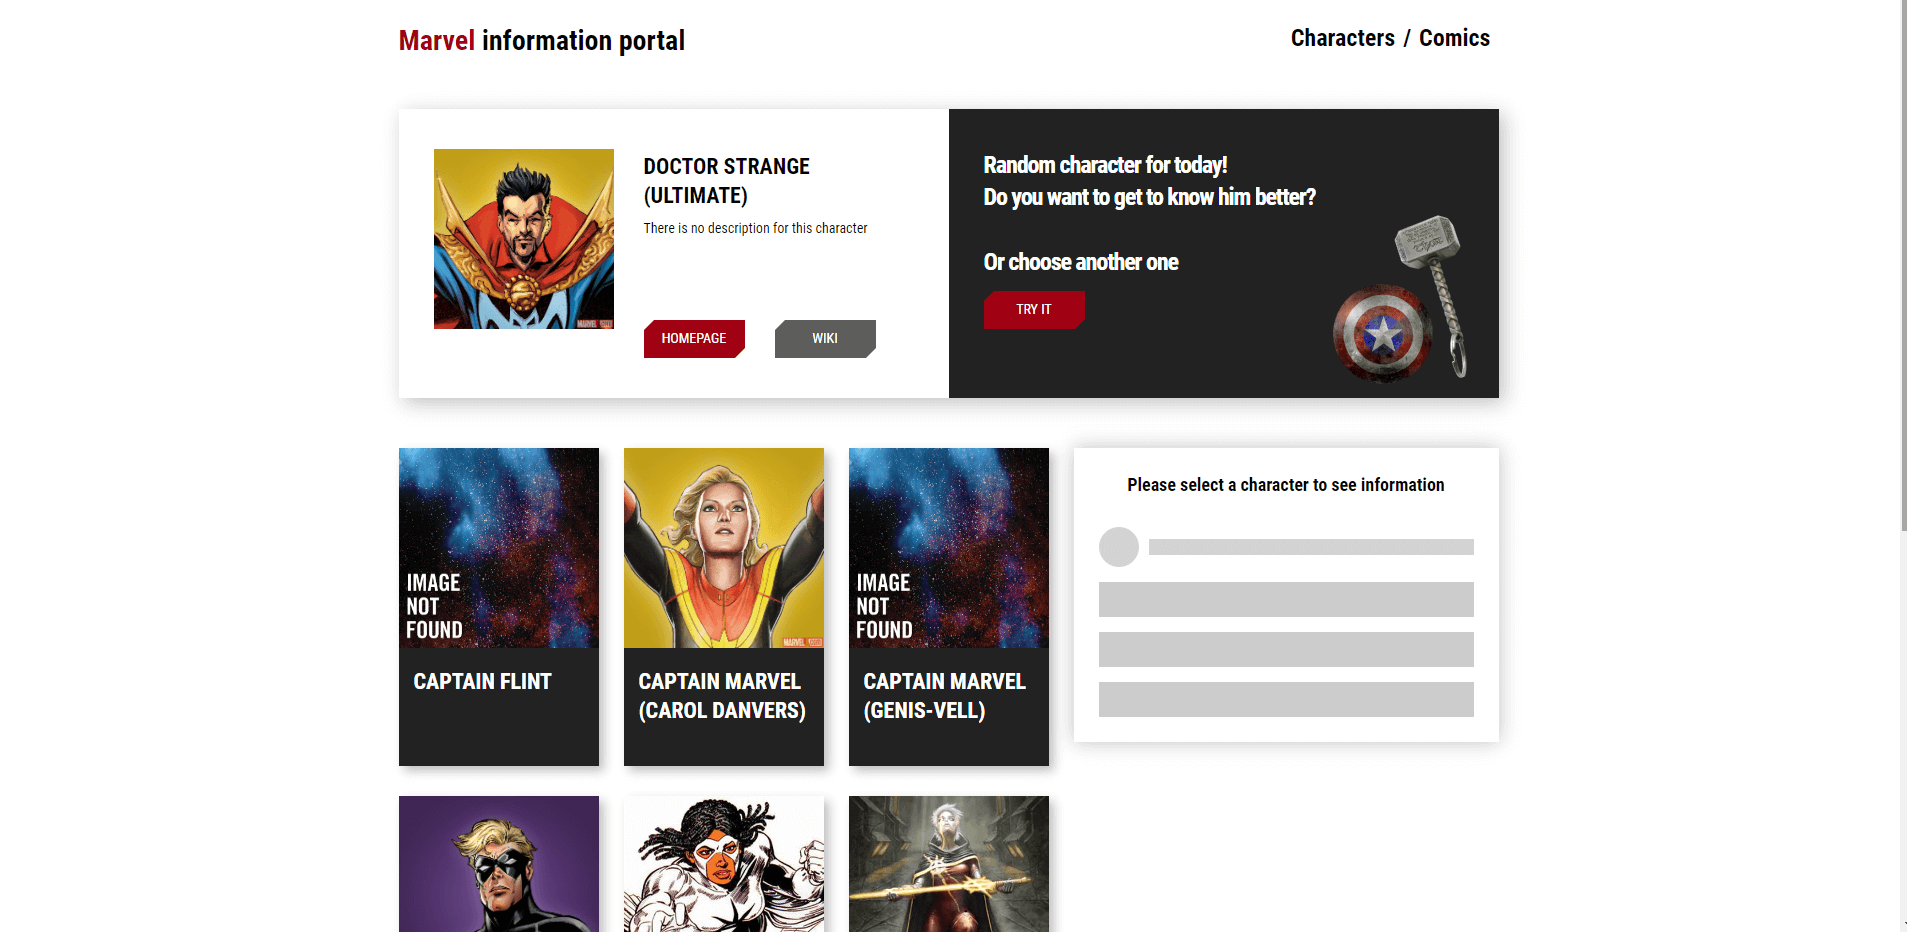 Marvel information portal
Characters / Comics
DOCTOR STRANGE
(ULTIMATE)
There is no description for this character
HOMEPAGE
WIKI
Random character for today!
Do you want to get to know him better?
Or choose another one
TRY IT
IMAGE
NOT
FOUND
CAPTAIN FLINT
MARVEL
CAPTAIN MARVEL
(CAROL DANVERS)
IMAGE
NOT
FOUND
CAPTAIN MARVEL
(GENIS-VELL)
Please select a character to see information